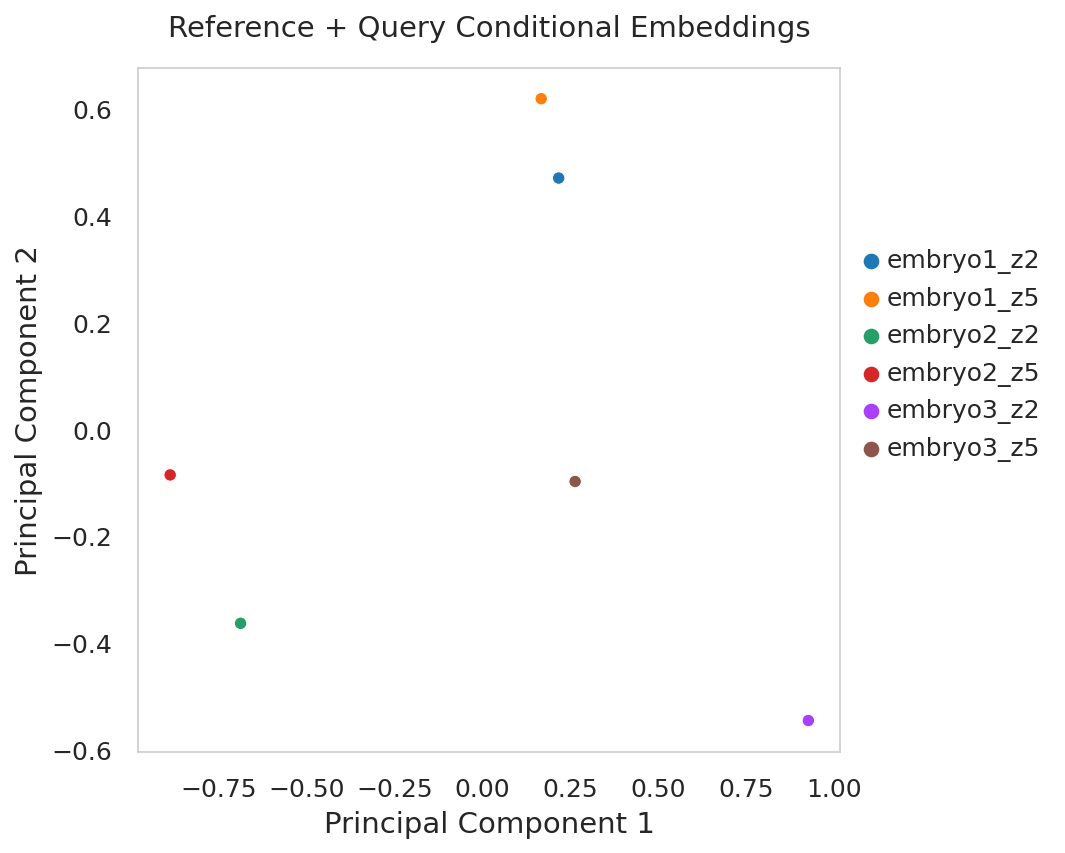 Reference + Query Conditional Embeddings
Principal Component 2
0.6
0.4
0.2
0.0
−0.2
−0.4
−0.6
−0.75 −0.50 −0.25 0.00 0.25 0.50 0.75 1.00
Principal Component 1
embryo1_z2
embryo1_z5
embryo2_z2
embryo2_z5
embryo3_z2
embryo3_z5